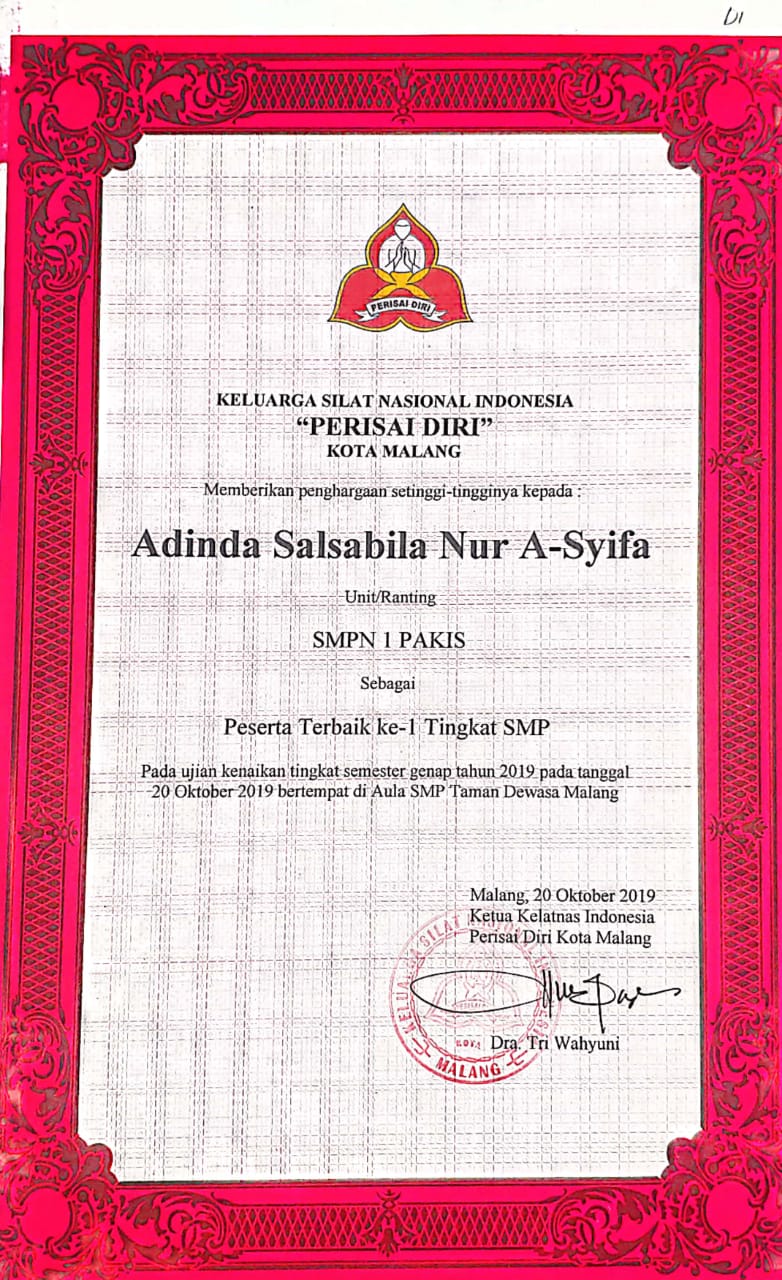 PERISAI DIRI
KELUARGA SILAT NASIONAL INDONESIA
“PERISAI DIRI”
KOTA MALANG
Memberikan penghargaan setinggi-tingginya kepada :
Adinda Salsabila Nur A-Syifa
Unit/Ranting
SMPN 1 PAKIS
Sebagai
Peserta Terbaik ke-1 Tingkat SMP
Pada ujian kenaikan tingkat semester genap tahun 2019 pada tanggal
20 Oktober 2019 bertempat di Aula SMP Taman Dewasa Malang
Malang, 20 Oktober 2019
Ketua Kelatnas Indonesia
Perisai Diri Kota Malang
KELUARGA SILAT
KOTA
MALANG
Dra. Tri Wahyuni